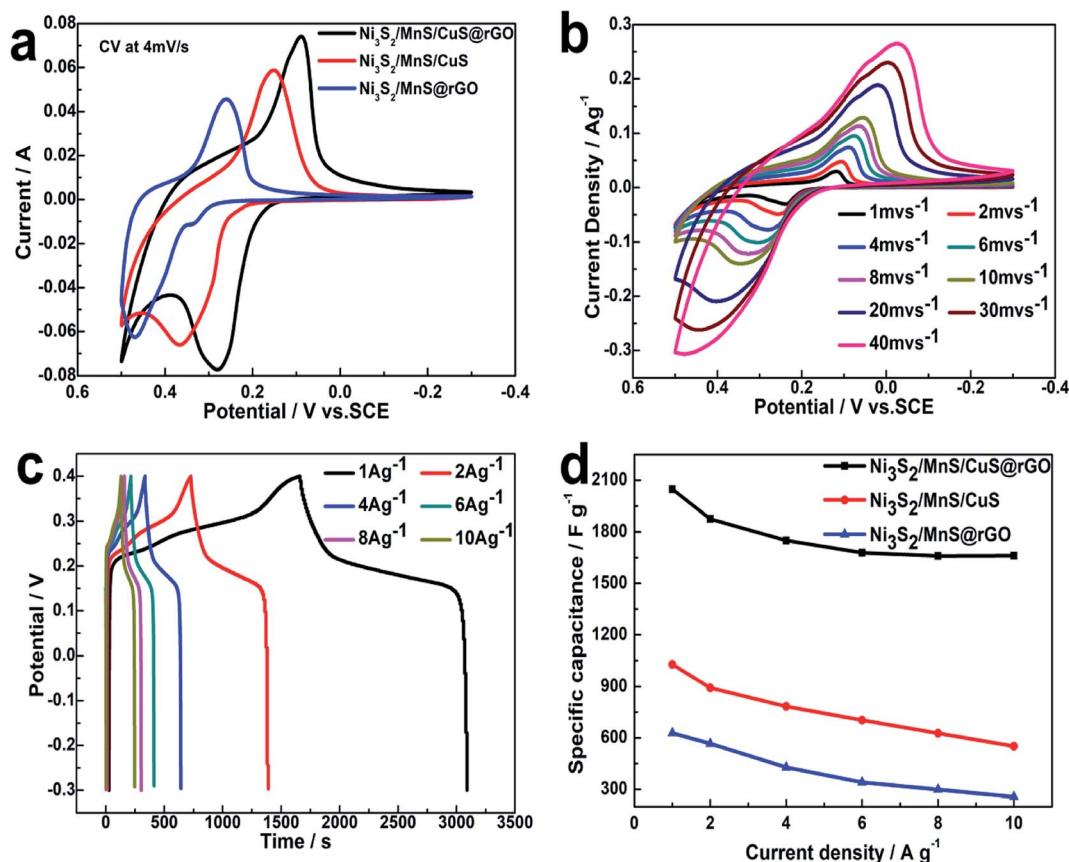 a
CV at 4mV/s
Ni₃S₂/MnS/CuS@rGO
Ni₃S₂/MnS/CuS
Ni₃S₂/MnS@rGO
0.08
0.06
0.04
0.02
0.00
-0.02
-0.04
-0.06
-0.08
Current / A
0.6 0.4 0.2 0.0 -0.2 -0.4
Potential / V vs.SCE
b
0.3
0.2
0.1
0.0
-0.1
-0.2
-0.3
Current Density / Ag⁻¹
1mvs⁻¹ 2mvs⁻¹
4mvs⁻¹ 6mvs⁻¹
8mvs⁻¹ 10mvs⁻¹
20mvs⁻¹ 30mvs⁻¹
40mvs⁻¹
0.6 0.4 0.2 0.0 -0.2 -0.4
Potential / V vs.SCE
c
1Ag⁻¹ 2Ag⁻¹
4Ag⁻¹ 6Ag⁻¹
8Ag⁻¹ 10Ag⁻¹
0.4
0.3
0.2
0.1
0.0
-0.1
-0.2
-0.3
Potential / V
0 500 1000 1500 2000 2500 3000 3500
Time / s
d
Ni₃S₂/MnS/CuS@rGO
Ni₃S₂/MnS/CuS
Ni₃S₂/MnS@rGO
2100
1800
1500
1200
900
600
300
Specific capacitance / F g⁻¹
2 4 6 8 10
Current density / A g⁻¹